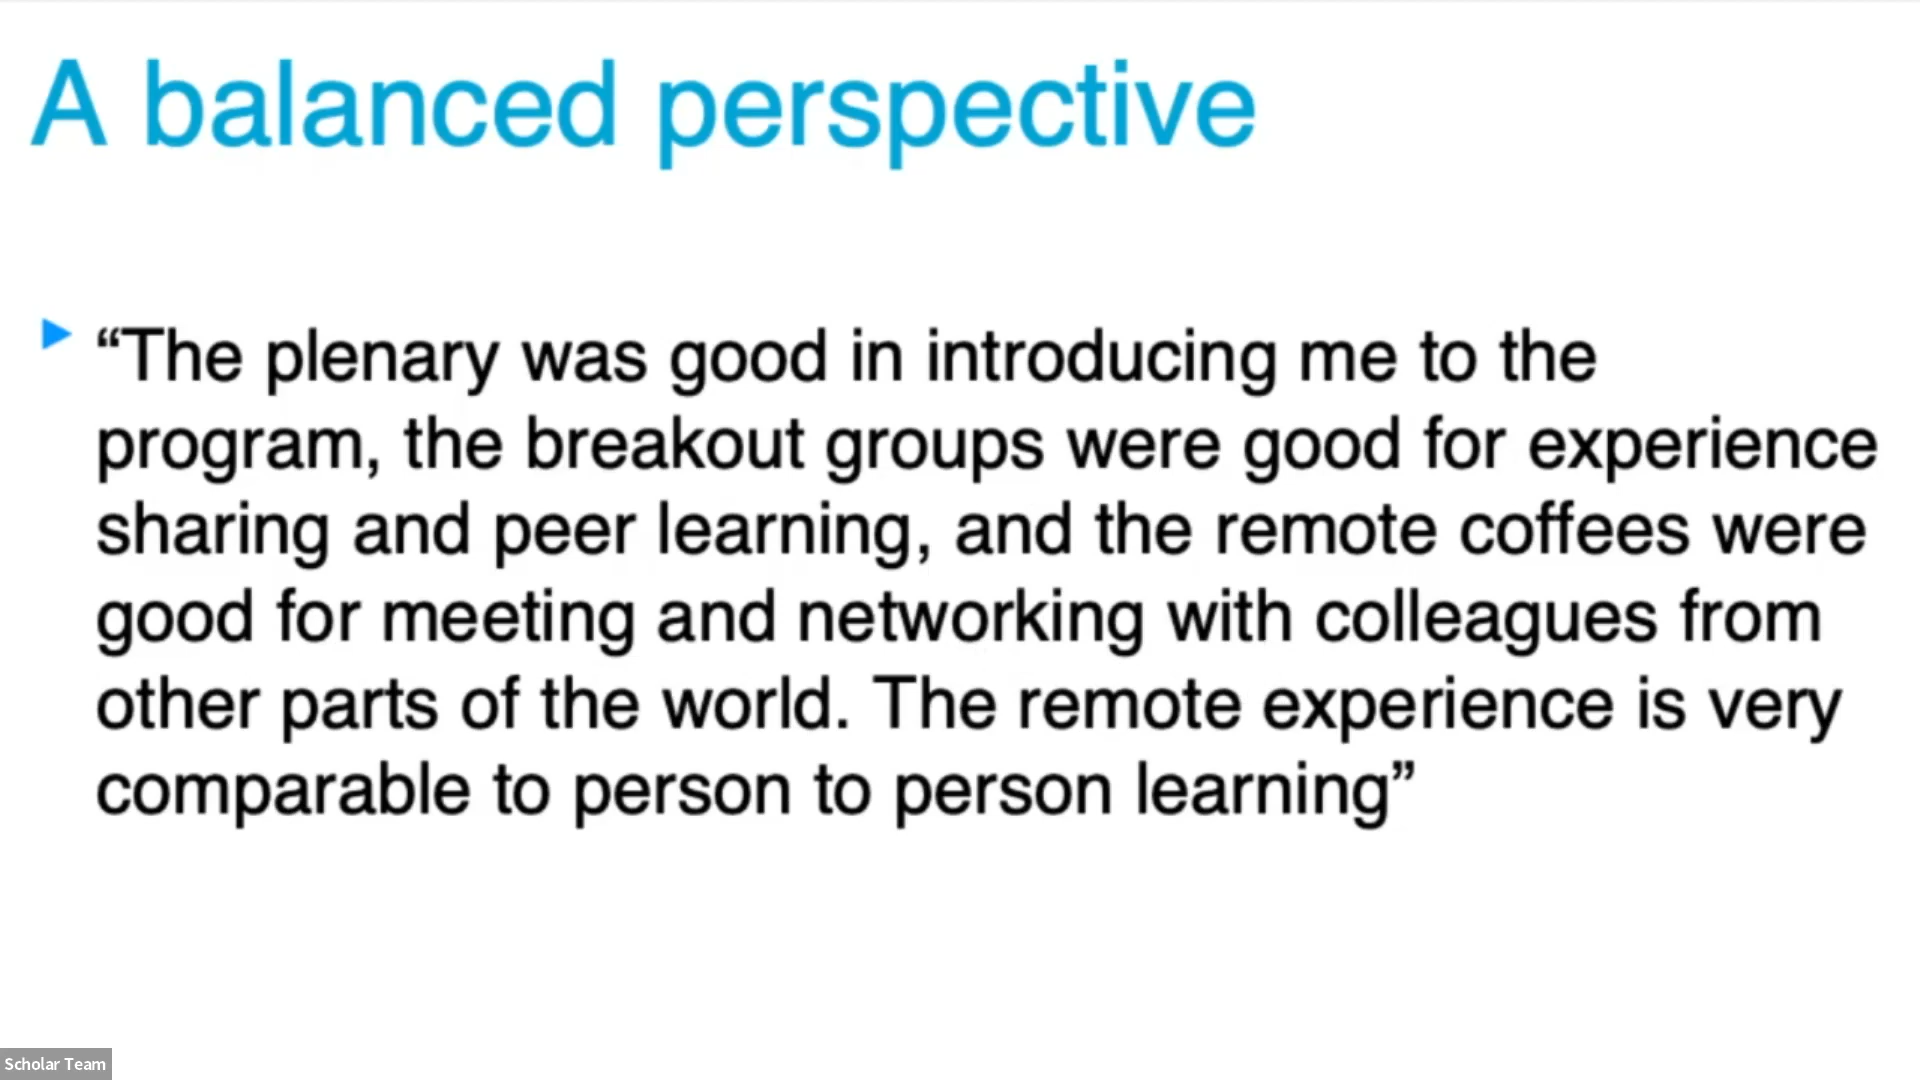 A balanced perspective
“The plenary was good in introducing me to the
program, the breakout groups were good for experience
sharing and peer learning, and the remote coffees were
good for meeting and networking with colleagues from
other parts of the world. The remote experience is very
comparable to person to person learning”
Scholar Team